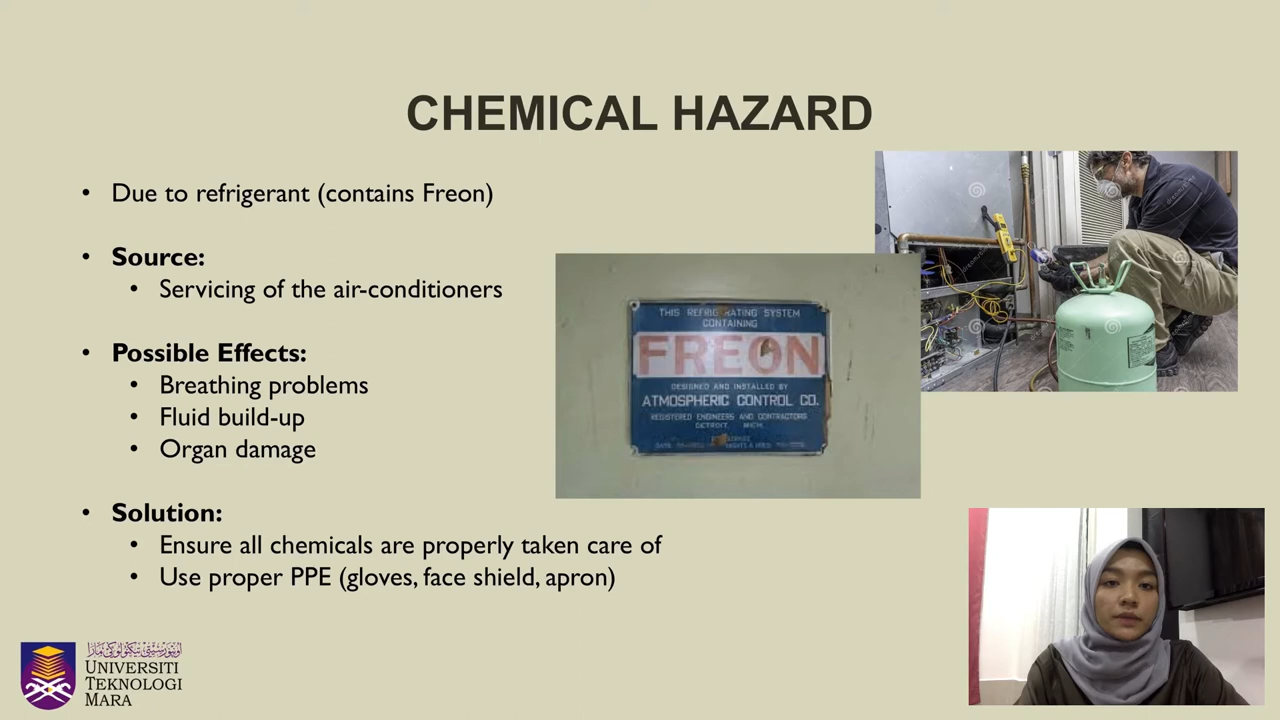 CHEMICAL HAZARD
• Due to refrigerant (contains Freon)
• Source:
• Servicing of the air-conditioners
• Possible Effects:
• Breathing problems
• Fluid build-up
• Organ damage
• Solution:
• Ensure all chemicals are properly taken care of
• Use proper PPE (gloves, face shield, apron)
THIS REFRIGERATING SYSTEM
CONTAINING
FREON
DESIGNED AND INSTALLED BY
ATMOSPHERIC CONTROL CO.
REGISTERED ENGINEERS AND CONTRACTORS
DETROIT, MICH.
اونيۏرسيتي تيكنولوݢي مارا
UNIVERSITI
TEKNOLOGI
MARA